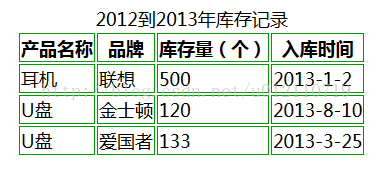 2012到2013年库存记录
产品名称 品牌 库存量（个） 入库时间
耳机 联想 500 2013-1-2
U盘 金士顿 120 2013-8-10
U盘 爱国者 133 2013-3-25